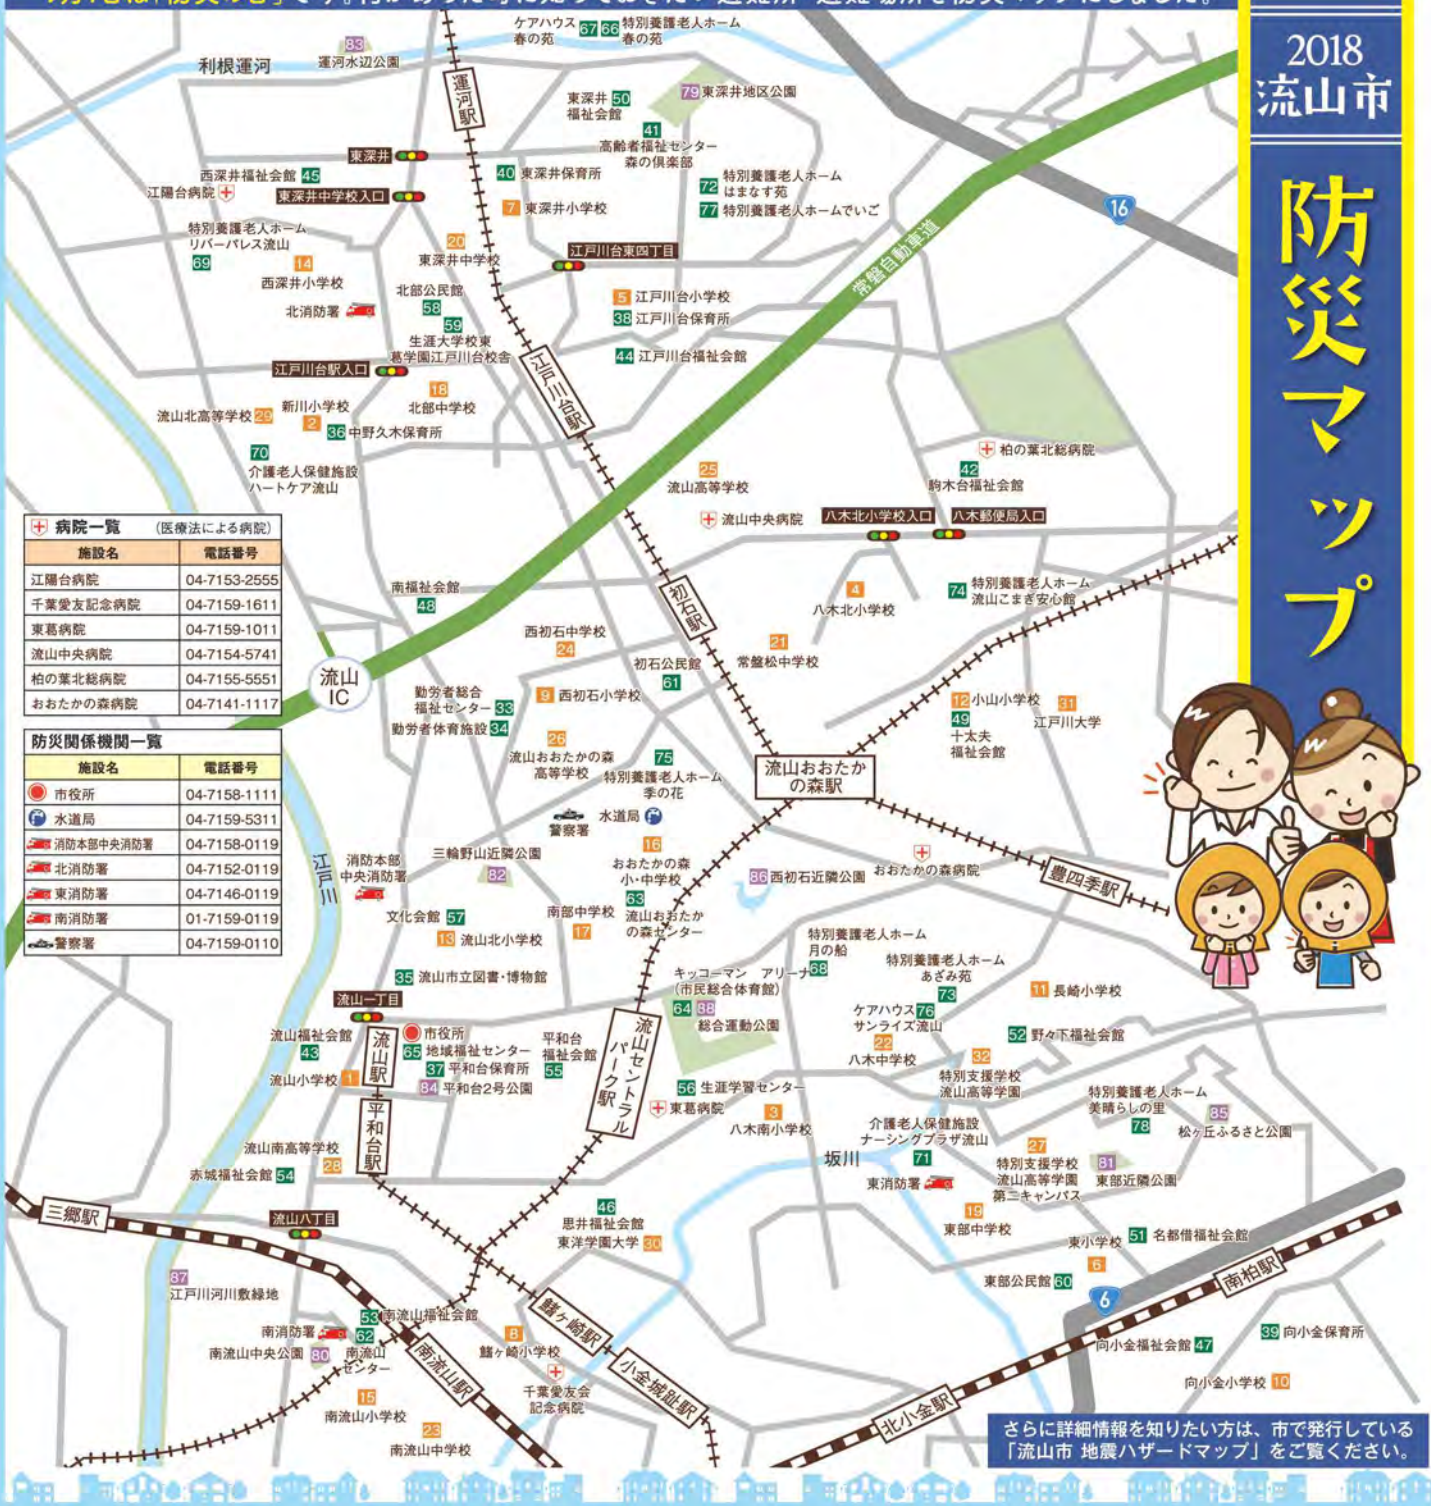 2018
流山市
防災マップ
ケアハウス
春の苑
67
66
特別養護老人ホーム
春の苑
83
運河水辺公園
利根運河
運河駅
東深井
福祉会館
50
79
東深井地区公園
41
高齢者福祉センター
森の倶楽部
東深井
西深井福祉会館 45
江陽台病院
東深井中学校入口
40 東深井保育所
7 東深井小学校
72
特別養護老人ホーム
はまなす苑
77 特別養護老人ホームでいご
16
常磐自動車道
特別養護老人ホーム
リバーパレス流山
69
14
西深井小学校
20
東深井中学校
江戸川台東四丁目
北消防署
北部公民館
58
59
生涯大学校東
葛学園江戸川台校舎
5 江戸川台小学校
38 江戸川台保育所
44 江戸川台福祉会館
江戸川台駅入口
江戸川台駅
18
北部中学校
流山北高等学校 29
新川小学校
2
36 中野久木保育所
70
介護老人保健施設
ハートケア流山
25
流山高等学校
柏の葉北総病院
42
駒木台福祉会館
流山中央病院
八木北小学校入口
八木郵便局入口
病院一覧 (医療法による病院)
施設名 電話番号
江陽台病院 04-7153-2555
千葉愛友記念病院 04-7159-1611
東葛病院 04-7159-1011
流山中央病院 04-7154-5741
柏の葉北総病院 04-7155-5551
おおたかの森病院 04-7141-1117
防災関係機関一覧
施設名 電話番号
市役所 04-7158-1111
水道局 04-7159-5311
消防本部中央消防署 04-7158-0119
北消防署 04-7152-0119
東消防署 04-7146-0119
南消防署 01-7159-0119
警察署 04-7159-0110
南福祉会館
48
初石駅
4
八木北小学校
74
特別養護老人ホーム
流山こまぎ安心館
西初石中学校
24
21
常盤松中学校
初石公民館
61
流山
IC
9 西初石小学校
勤労者総合
福祉センター 33
勤労者体育施設 34
12 小山小学校
49
十太夫
福祉会館
31
江戸川大学
26
流山おおたかの森
高等学校
75
特別養護老人ホーム
季の花
流山おおたか
の森駅
警察署
水道局
16
おおたかの森
小・中学校
63
流山おおたか
の森センター
江戸川
消防本部
中央消防署
三輪野山近隣公園
82
86 西初石近隣公園
おおたかの森病院
豊四季駅
文化会館 57
13 流山北小学校
南部中学校
17
35 流山市立図書・博物館
流山一丁目
特別養護老人ホーム
月の船
68
特別養護老人ホーム
あざみ苑
73
キッコーマン アリーナ
(市民総合体育館)
64
88
総合運動公園
ケアハウス 76
サンライズ流山
22
八木中学校
11 長崎小学校
52 野々下福祉会館
32
特別支援学校
流山高等学園
流山福祉会館
43
流山小学校 1
流山駅
市役所
65 地域福祉センター
37 平和台保育所
84 平和台2号公園
平和台
福祉会館
55
流山セントラル
パーク駅
平和台駅
56 生涯学習センター
東葛病院
3
八木南小学校
特別養護老人ホーム
美晴らしの里
78
85
松ヶ丘ふるさと公園
介護老人保健施設
ナーシングプラザ流山
71
坂川
東消防署
27
特別支援学校
流山高等学園
第二キャンパス
81
東部近隣公園
流山南高等学校
28
赤城福祉会館 54
三郷駅
流山八丁目
46
思井福祉会館
東洋学園大学 30
19
東部中学校
東小学校
6
51 名都借福祉会館
東部公民館 60
6
南柏駅
87
江戸川河川敷緑地
53 南流山福祉会館
南消防署
62
南流山
センター
南流山中央公園 80
南流山駅
8
鰭ヶ崎小学校
鰭ヶ崎駅
小金城趾駅
千葉愛友会
記念病院
15
南流山小学校
23
南流山中学校
北小金駅
向小金福祉会館 47
39 向小金保育所
向小金小学校 10
さらに詳細情報を知りたい方は、市で発行している
「流山市 地震ハザードマップ」をご覧ください。